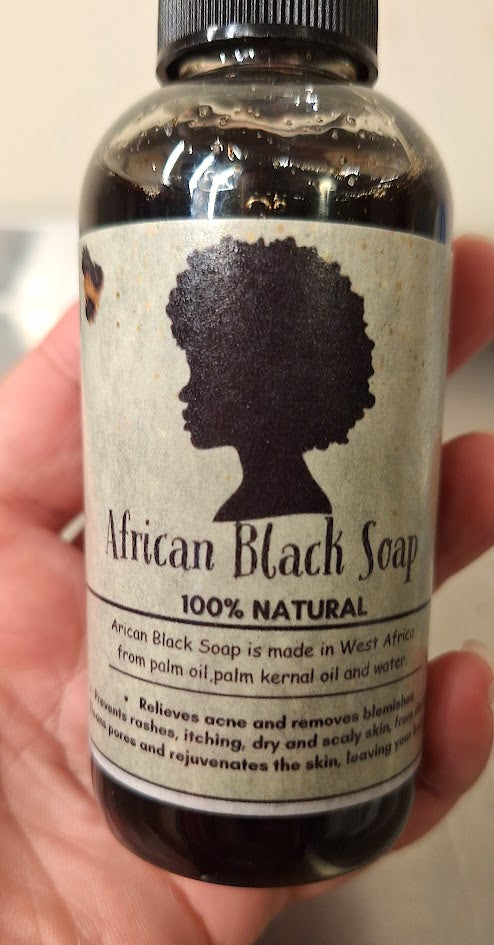 African Black Soap
100% NATURAL
Arican Black Soap is made in West Africa
from palm oil,palm kernal oil and water.
• Relieves acne and removes blemishes
Prevents rashes, itching, dry and scaly skin, from
pores and rejuvenates the skin, leaving your